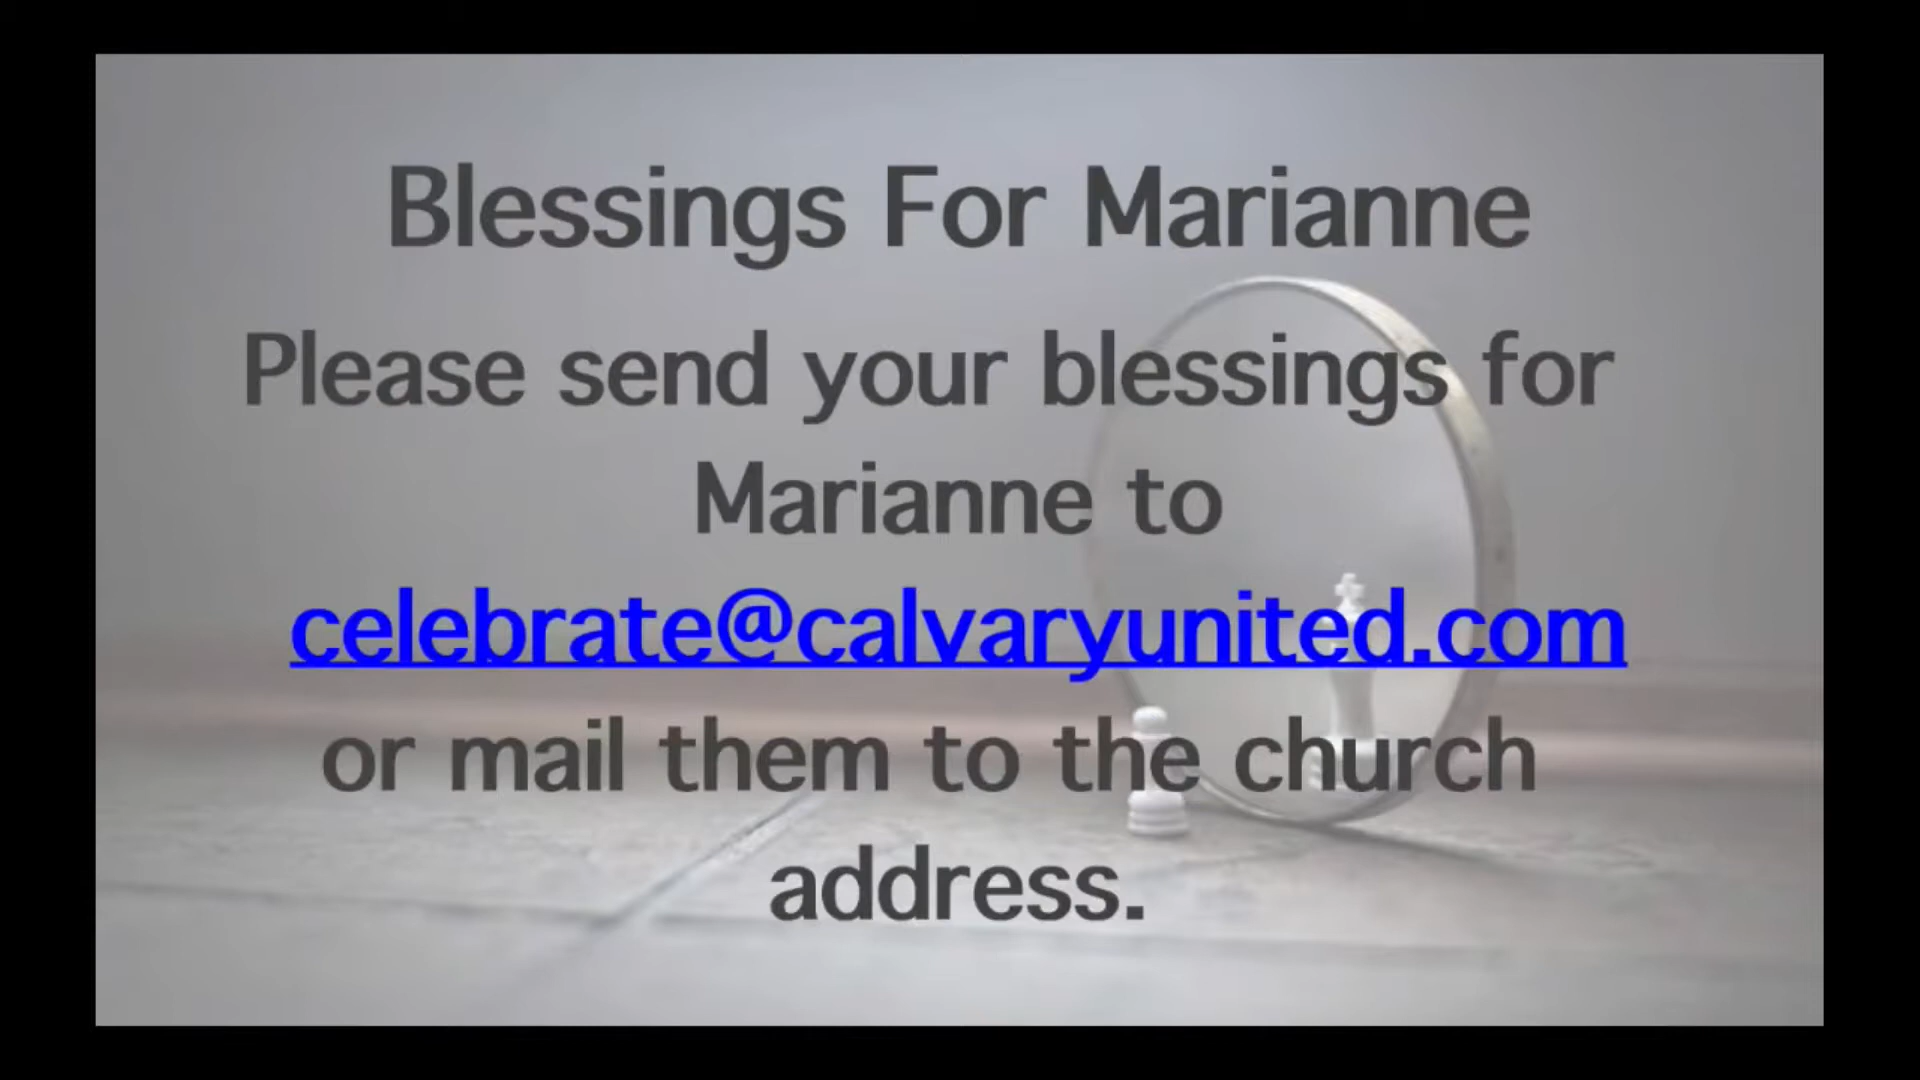 Blessings For Marianne
Please send your blessings for
Marianne to
celebrate@calvaryunited.com
or mail them to the church
address.